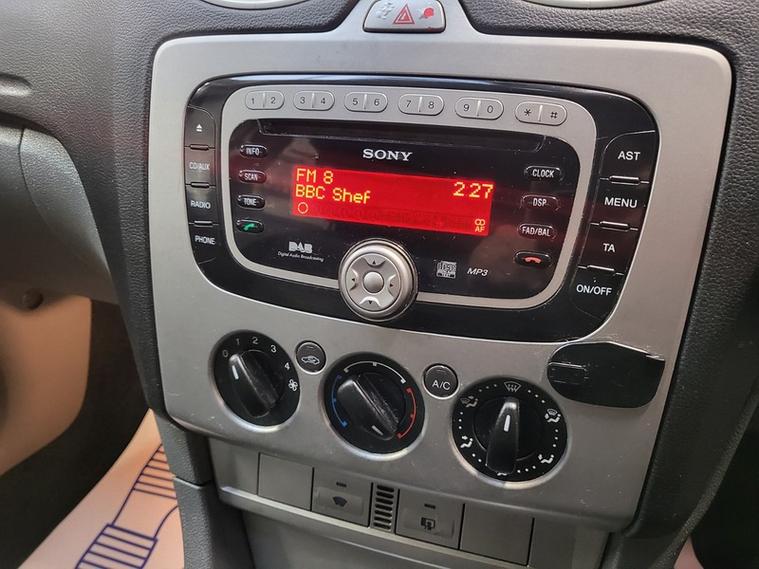 1 2 3 4 5 6 7 8 9 0 * #
SONY
INFO
SCAN
TONE
CD/AUX
RADIO
PHONE
FM 8
BBC Shef
2:27
AF
CLOCK
DSP
FAD/BAL
AST
MENU
TA
ON/OFF
DAB
Digital Audio Broadcasting
MP3
0 1 2 3 4
A/C